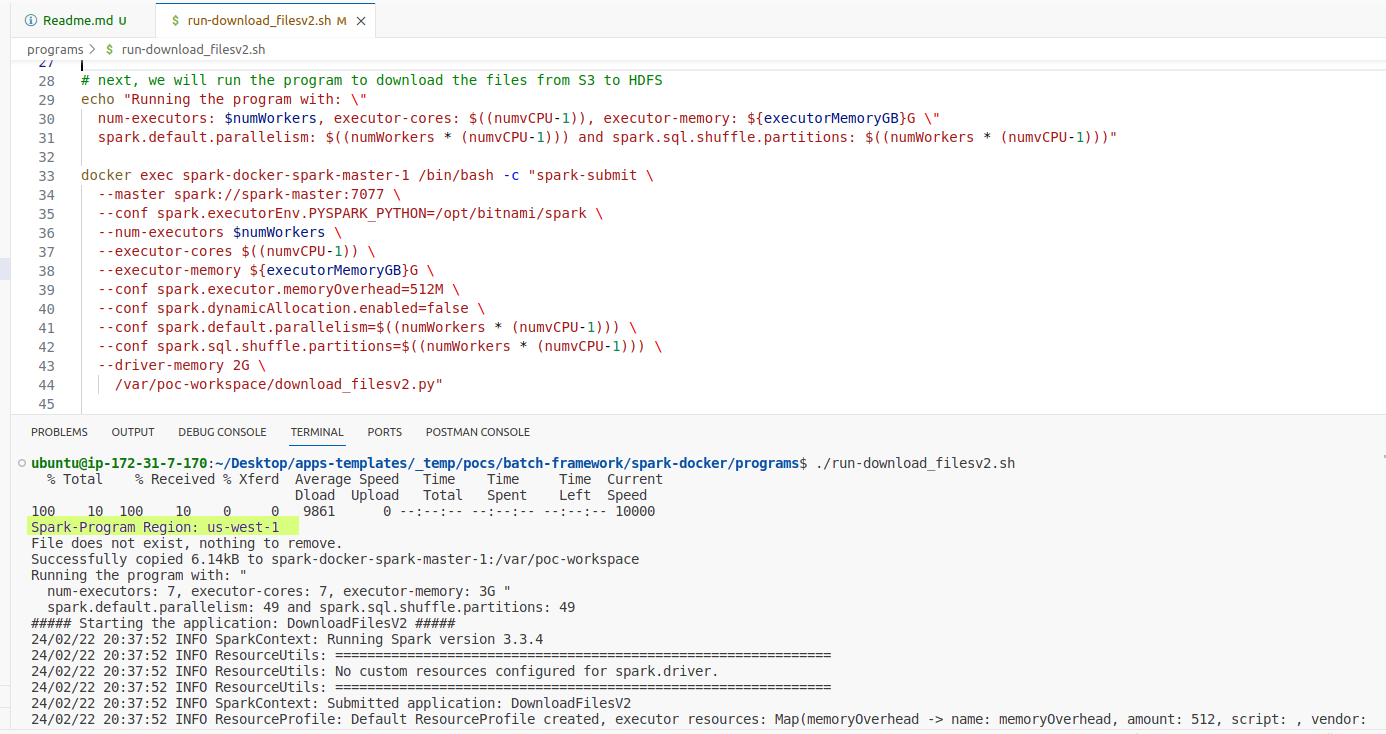 Readme.md U
$ run-download_filesv2.sh M
programs > $ run-download_filesv2.sh
27
28 # next, we will run the program to download the files from S3 to HDFS
29 echo "Running the program with: \"
30 num-executors: $numWorkers, executor-cores: $((numvCPU-1)), executor-memory: ${executorMemoryGB}G \"
31 spark.default.parallelism: $((numWorkers * (numvCPU-1))) and spark.sql.shuffle.partitions: $((numWorkers * (numvCPU-1)))"
32
33 docker exec spark-docker-spark-master-1 /bin/bash -c "spark-submit \
34 --master spark://spark-master:7077 \
35 --conf spark.executorEnv.PYSPARK_PYTHON=/opt/bitnami/spark \
36 --num-executors $numWorkers \
37 --executor-cores $((numvCPU-1)) \
38 --executor-memory ${executorMemoryGB}G \
39 --conf spark.executor.memoryOverhead=512M \
40 --conf spark.dynamicAllocation.enabled=false \
41 --conf spark.default.parallelism=$((numWorkers * (numvCPU-1))) \
42 --conf spark.sql.shuffle.partitions=$((numWorkers * (numvCPU-1))) \
43 --driver-memory 2G \
44 /var/poc-workspace/download_filesv2.py"
45
PROBLEMS OUTPUT DEBUG CONSOLE TERMINAL PORTS POSTMAN CONSOLE
ubuntu@ip-172-31-7-170:~/Desktop/apps-templates/_temp/pocs/batch-framework/spark-docker/programs$ ./run-download_filesv2.sh
% Total % Received % Xferd Average Speed Time Time Time Current
Dload Upload Total Spent Left Speed
100 10 100 10 0 0 9861 0 --:--:-- --:--:-- --:--:-- 10000
Spark-Program Region: us-west-1
File does not exist, nothing to remove.
Successfully copied 6.14kB to spark-docker-spark-master-1:/var/poc-workspace
Running the program with: "
num-executors: 7, executor-cores: 7, executor-memory: 3G "
spark.default.parallelism: 49 and spark.sql.shuffle.partitions: 49
##### Starting the application: DownloadFilesV2 #####
24/02/22 20:37:52 INFO SparkContext: Running Spark version 3.3.4
24/02/22 20:37:52 INFO ResourceUtils: ==============================================================
24/02/22 20:37:52 INFO ResourceUtils: No custom resources configured for spark.driver.
24/02/22 20:37:52 INFO ResourceUtils: ==============================================================
24/02/22 20:37:52 INFO SparkContext: Submitted application: DownloadFilesV2
24/02/22 20:37:52 INFO ResourceProfile: Default ResourceProfile created, executor resources: Map(memoryOverhead -> name: memoryOverhead, amount: 512, script: , vendor: